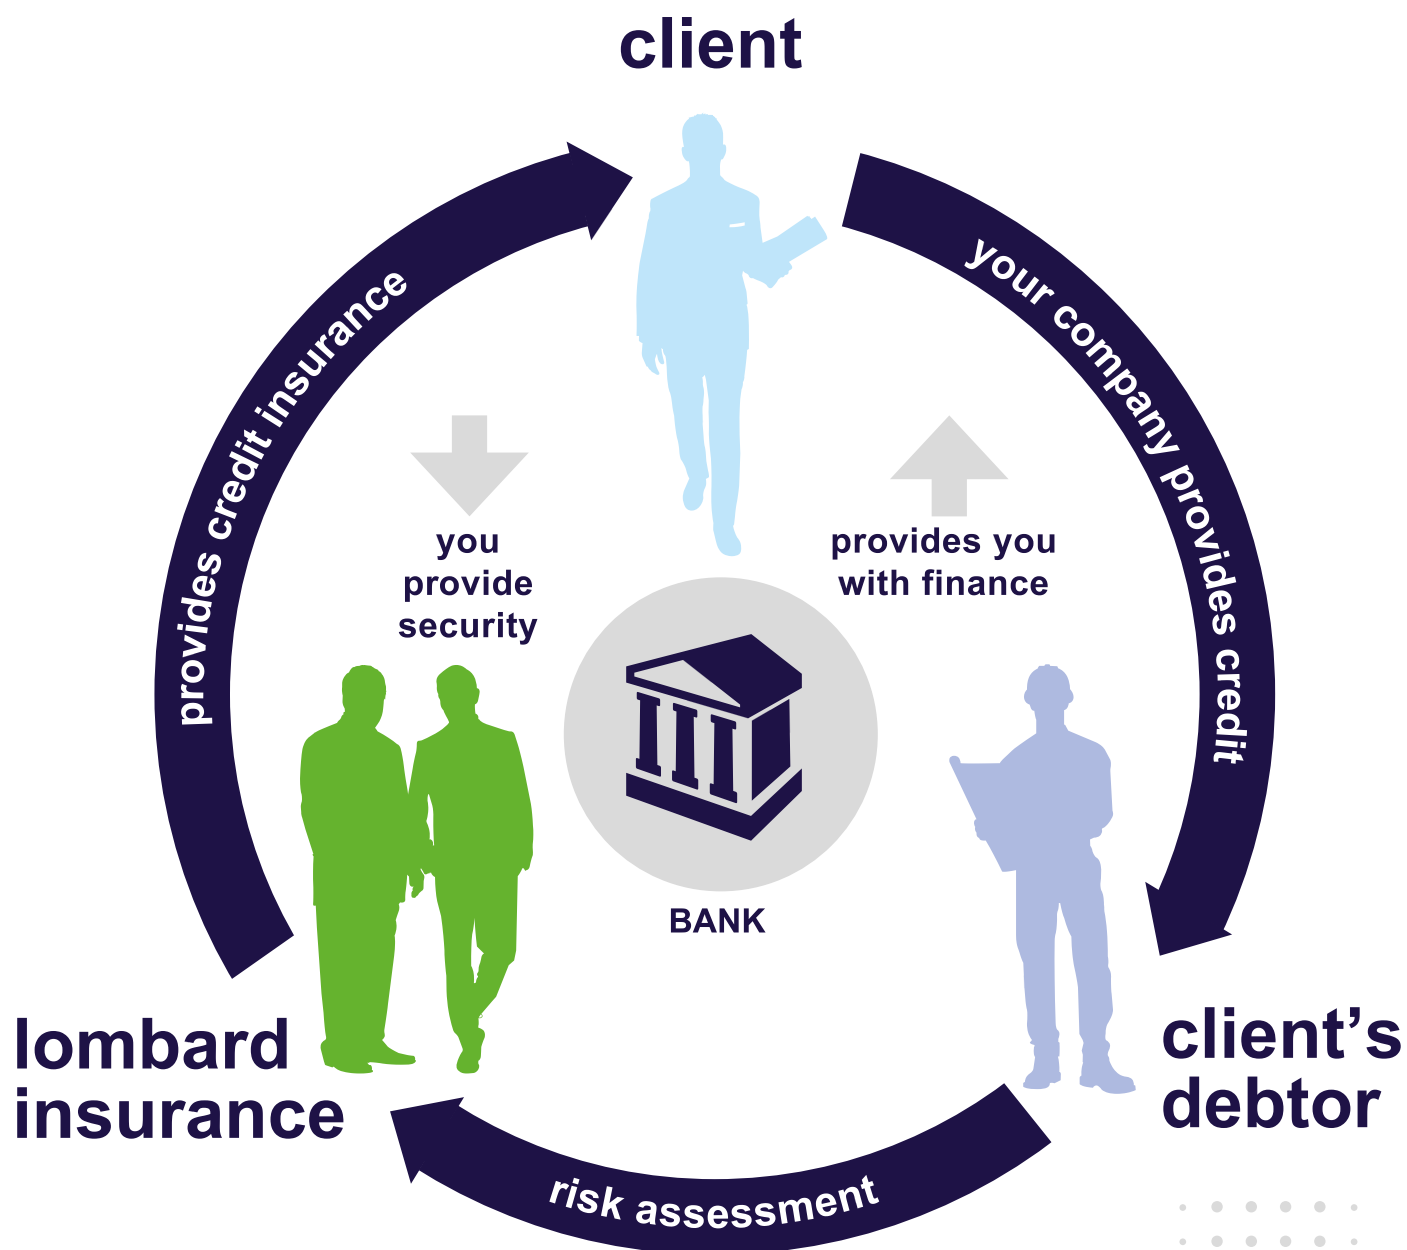 client
provides credit insurance
your company provides credit
you
provide
security
provides you
with finance
BANK
lombard
insurance
client’s
debtor
risk assessment